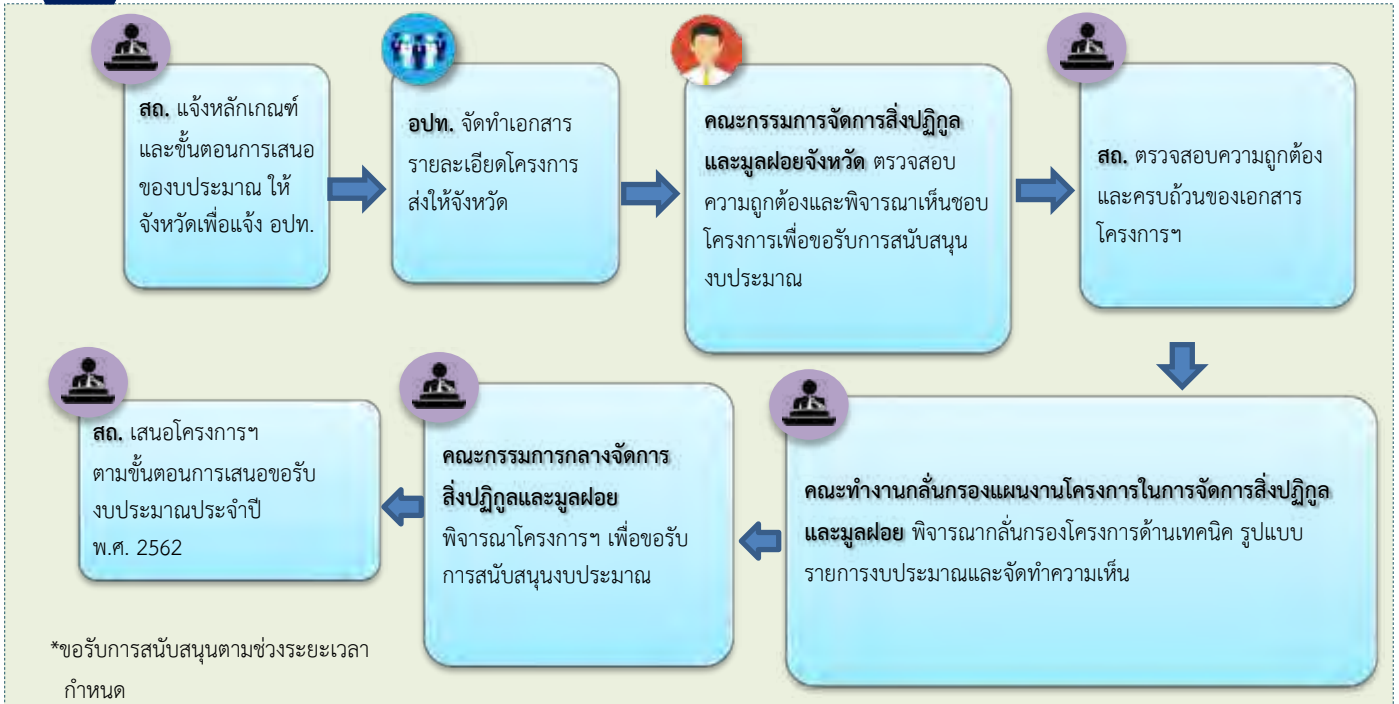 สถ. แจ้งหลักเกณฑ์
และขั้นตอนการเสนอ
ของบประมาณ ให้
จังหวัดเพื่อแจ้ง อปท.
อปท. จัดทำเอกสาร
รายละเอียดโครงการ
ส่งให้จังหวัด
คณะกรรมการจัดการสิ่งปฏิกูล
และมูลฝอยจังหวัด ตรวจสอบ
ความถูกต้องและพิจารณาเห็นชอบ
โครงการเพื่อขอรับการสนับสนุน
งบประมาณ
สถ. ตรวจสอบความถูกต้อง
และครบถ้วนของเอกสาร
โครงการฯ
สถ. เสนอโครงการฯ
ตามขั้นตอนการเสนอขอรับ
งบประมาณประจำปี
พ.ศ. 2562
คณะกรรมการกลางจัดการ
สิ่งปฏิกูลและมูลฝอย
พิจารณาโครงการฯ เพื่อขอรับ
การสนับสนุนงบประมาณ
คณะทำงานกลั่นกรองแผนงานโครงการในการจัดการสิ่งปฏิกูล
และมูลฝอย พิจารณากลั่นกรองโครงการด้านเทคนิค รูปแบบ
รายการงบประมาณและจัดทำความเห็น
*ขอรับการสนับสนุนตามช่วงระยะเวลา
กำหนด